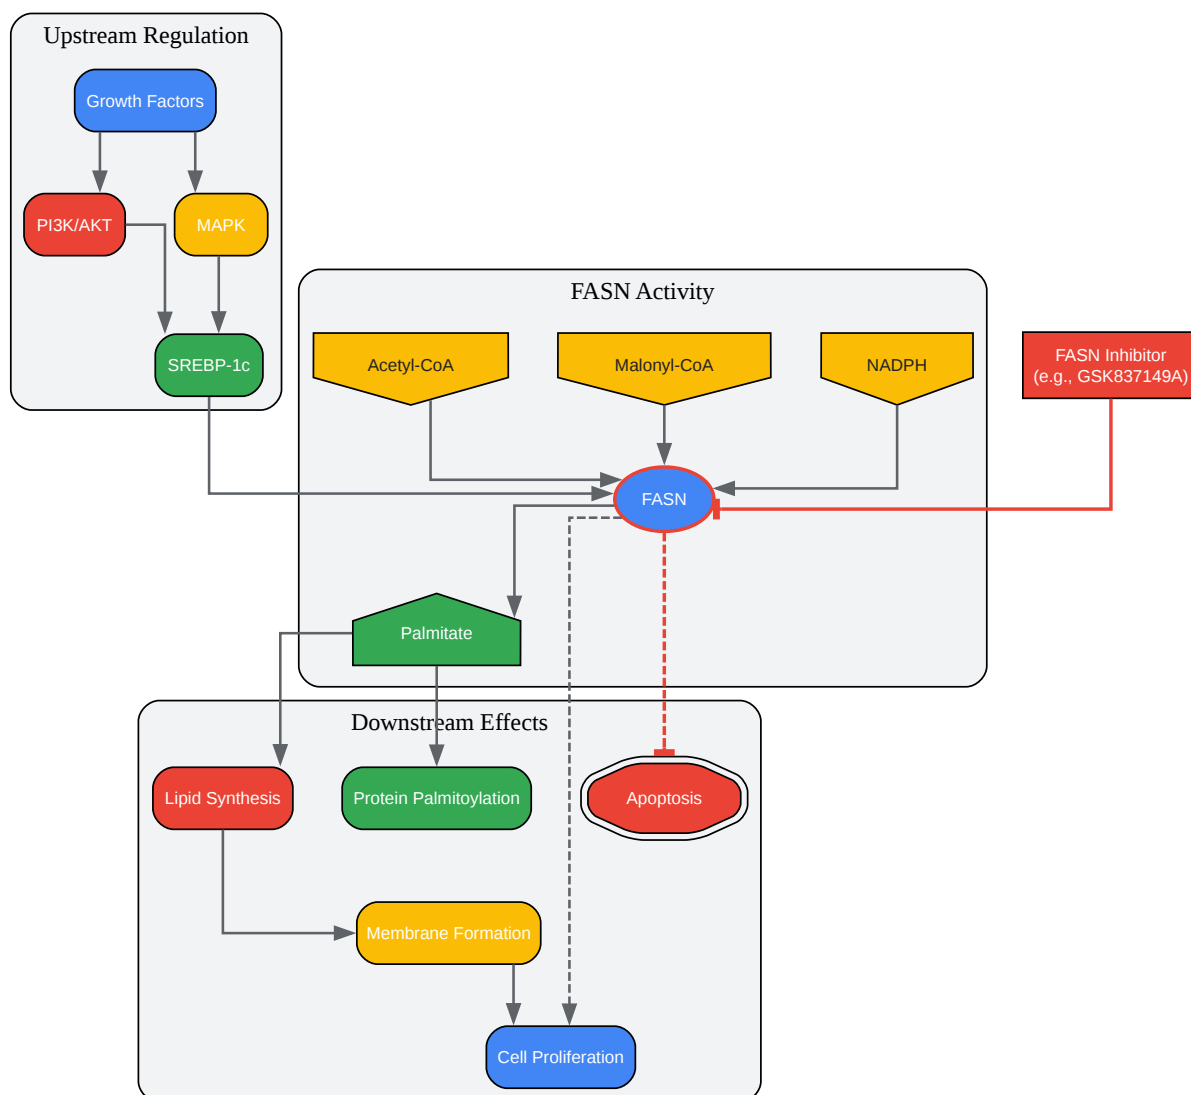 Upstream Regulation
Growth Factors
PI3K/AKT
MAPK
SREBP-1c
FASN Activity
Acetyl-CoA
Malonyl-CoA
NADPH
FASN Inhibitor
(e.g., GSK837149A)
FASN
Palmitate
Downstream Effects
Lipid Synthesis
Protein Palmitoylation
Apoptosis
Membrane Formation
Cell Proliferation